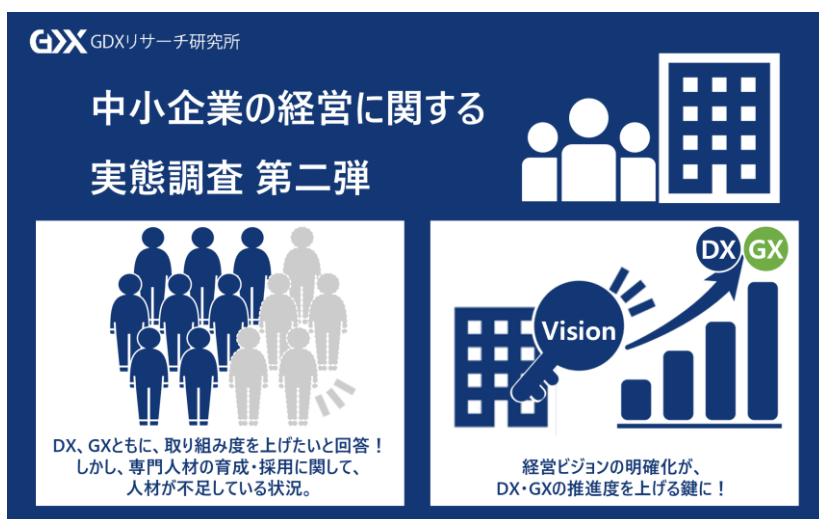 GDX GDXリサーチ研究所
中小企業の経営に関する
実態調査 第二弾
DX、GXともに、取り組み度を上げたいと回答！
しかし、専門人材の育成・採用に関して、
人材が不足している状況。
DX GX
Vision
経営ビジョンの明確化が、
DX・GXの推進度を上げる鍵に！